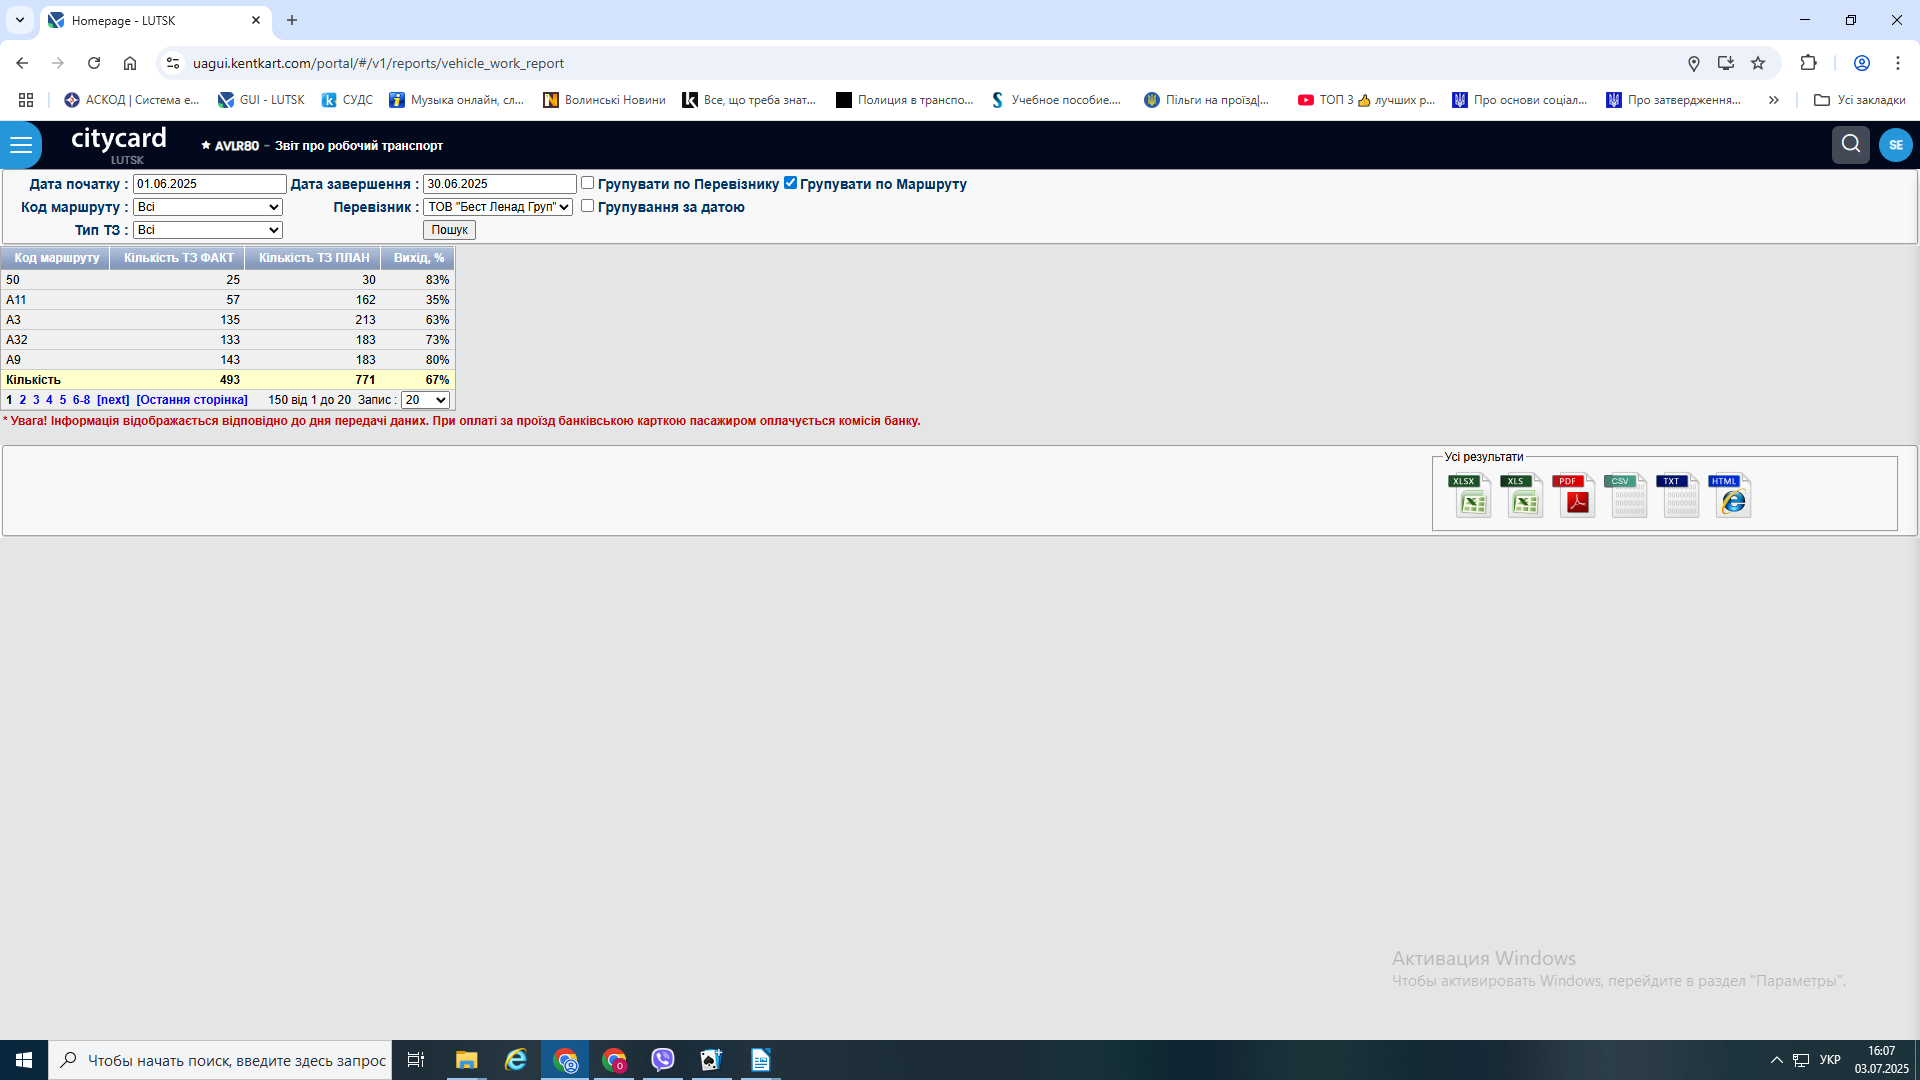 Homepage - LUTSK
uagui.kentkart.com/portal/#/v1/reports/vehicle_work_report
АСКОД | Система е...
GUI - LUTSK
СУДС
Музыка онлайн, сл...
Волинські Новини
Все, що треба знат...
Полиция в транспо...
Учебное пособие....
Пільги на проїзд|...
ТОП 3 👍 лучших р...
Про основи соціал...
Про затвердження...
Усі закладки
citycard
LUTSK
★ AVLR80 – Звіт про робочий транспорт
SE
Дата початку : 01.06.2025 Дата завершення : 30.06.2025 Групувати по Перевізнику Групувати по Маршруту
Код маршруту : Всі Перевізник : ТОВ "Бест Ленад Груп" Групування за датою
Тип ТЗ : Всі Пошук
Код маршруту Кількість ТЗ ФАКТ Кількість ТЗ ПЛАН Вихід, %
50 25 30 83%
А11 57 162 35%
А3 135 213 63%
А32 133 183 73%
А9 143 183 80%
Кількість 493 771 67%
1 2 3 4 5 6-8 [next] [Остання сторінка] 150 від 1 до 20 Запис : 20
* Увага! Інформація відображається відповідно до дня передачі даних. При оплаті за проїзд банківською карткою пасажиром оплачується комісія банку.
Усі результати
XLSX XLS PDF CSV TXT HTML
Активация Windows
Чтобы активировать Windows, перейдите в раздел "Параметры".
Чтобы начать поиск, введите здесь запрос
УКР
16:07
03.07.2025